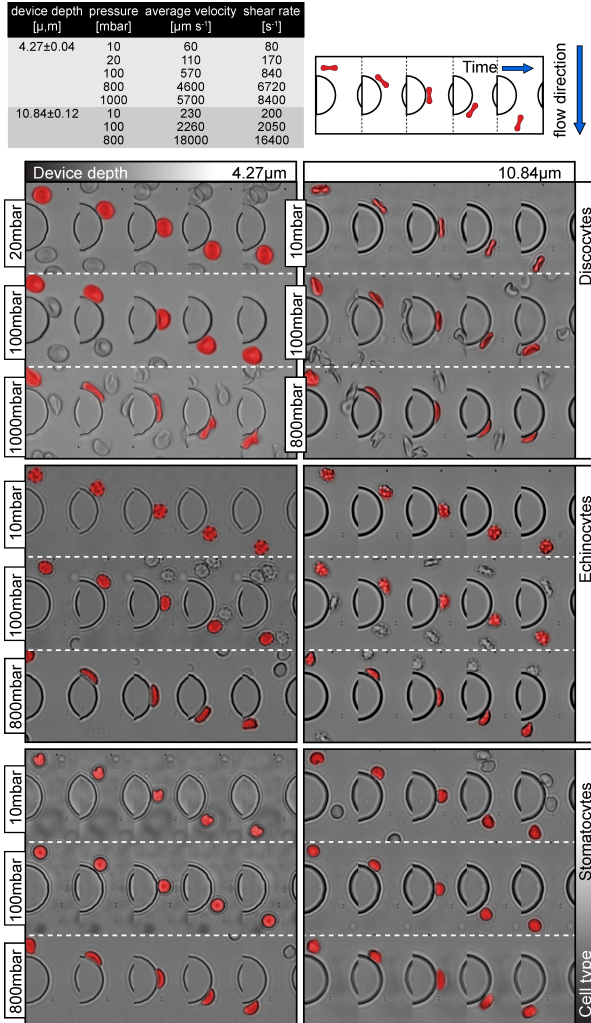 device depth pressure average velocity shear rate
[µ,m] [mbar] [µm s-1] [s-1]
4.27±0.04 10 60 80
20 110 170
100 570 840
800 4600 6720
1000 5700 8400
10.84±0.12 10 230 200
100 2260 2050
800 18000 16400
Time
flow direction
Device depth 4.27µm
10.84µm
20mbar
10mbar
100mbar
100mbar
1000mbar
800mbar
Discocytes
10mbar
100mbar
800mbar
Echinocytes
10mbar
100mbar
800mbar
Stomatocytes
Cell type